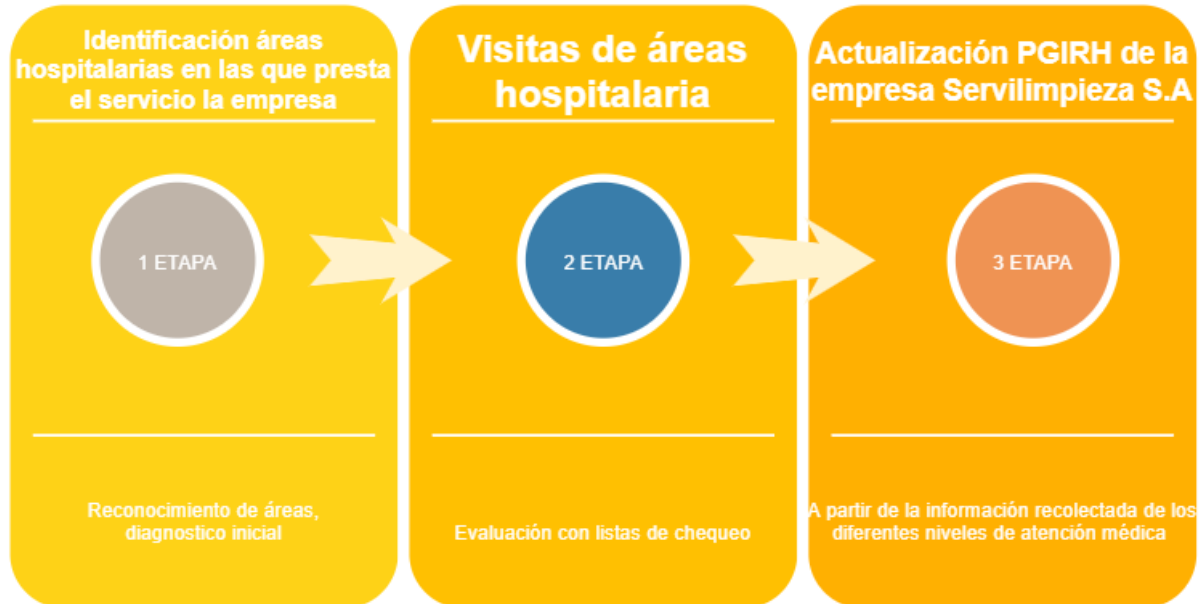 Identificación áreas
hospitalarias en las que presta
el servicio la empresa
1 ETAPA
Reconocimiento de áreas,
diagnostico inicial
Visitas de áreas
hospitalaria
2 ETAPA
Evaluación con listas de chequeo
Actualización PGIRH de la
empresa Servilimpieza S.A
3 ETAPA
A partir de la información recolectada de los
diferentes niveles de atención médica